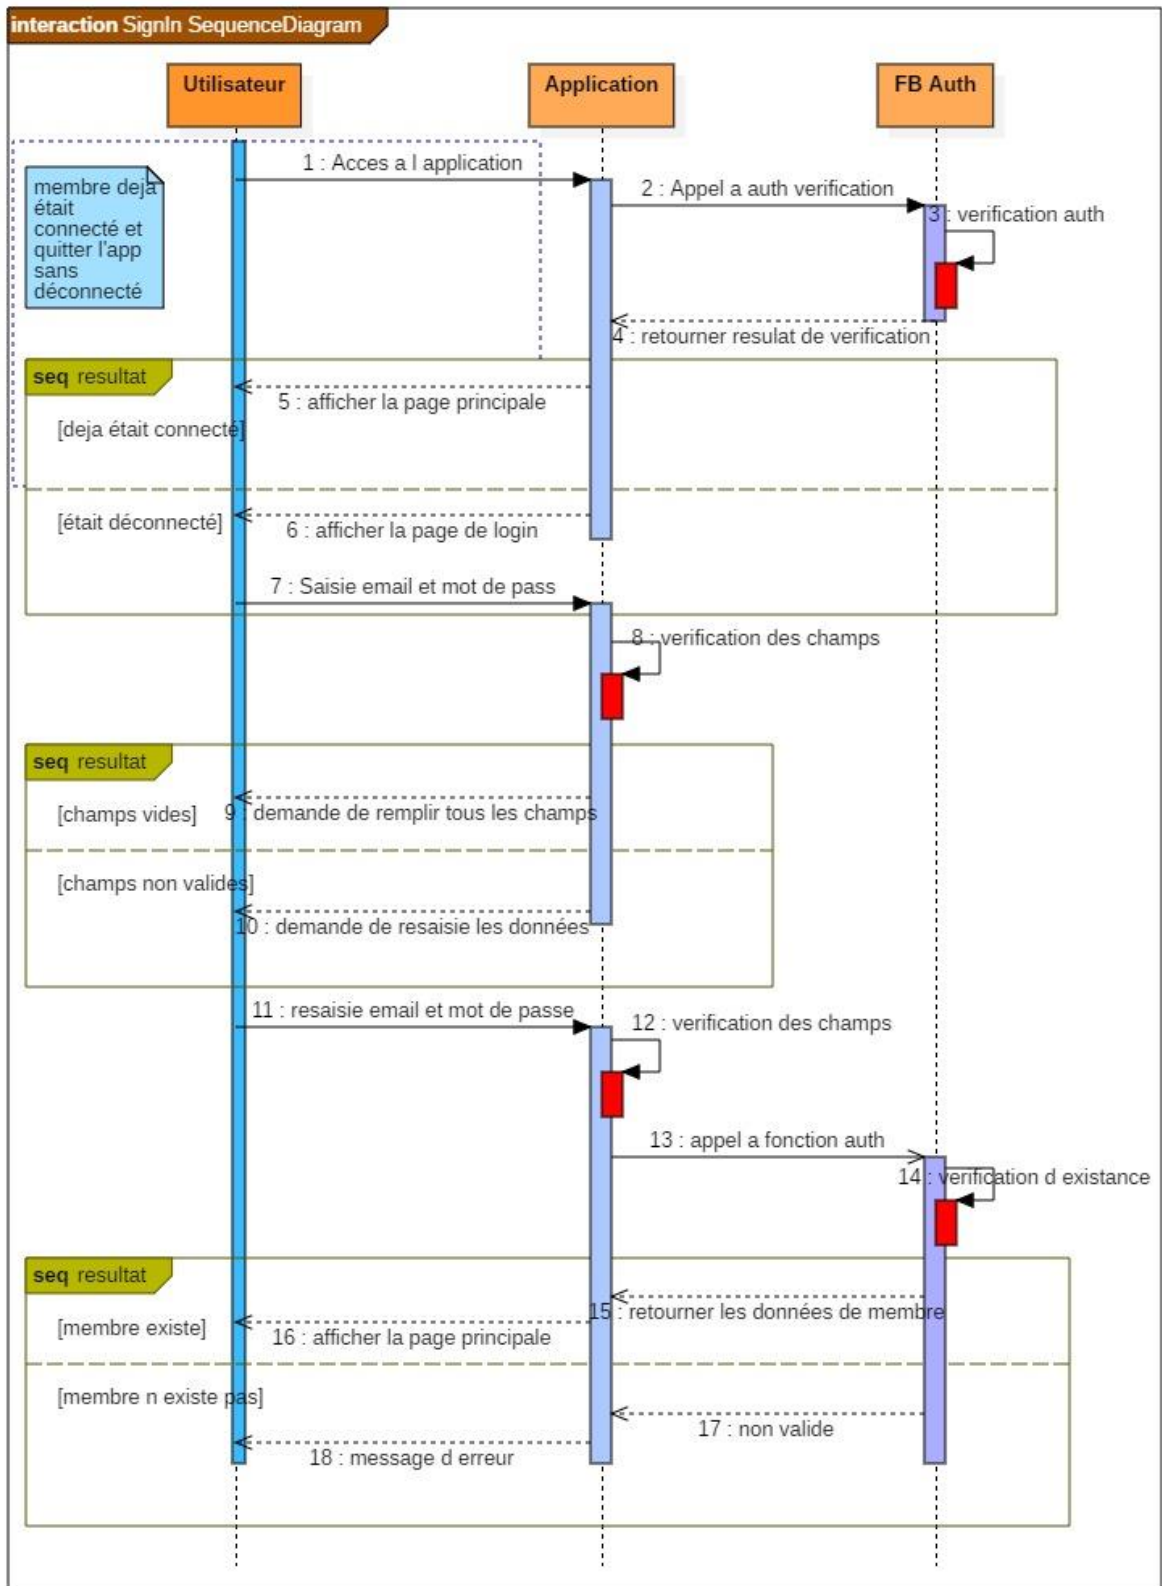 interaction SignIn SequenceDiagram
Utilisateur
Application
FB Auth
1 : Acces a l application
2 : Appel a auth verification
membre deja
était
connecté et
quitter l'app
sans
déconnecté
3 : verification auth
4 : retourner resulat de verification
seq resultat
5 : afficher la page principale
[deja était connecté]
[était déconnecté]
6 : afficher la page de login
7 : Saisie email et mot de pass
8 : verification des champs
seq resultat
[champs vides]
9 : demande de remplir tous les champs
[champs non valides]
10 : demande de resaisie les données
11 : resaisie email et mot de passe
12 : verification des champs
13 : appel a fonction auth
14 : verification d existance
seq resultat
15 : retourner les données de membre
[membre existe]
16 : afficher la page principale
[membre n existe pas]
17 : non valide
18 : message d erreur